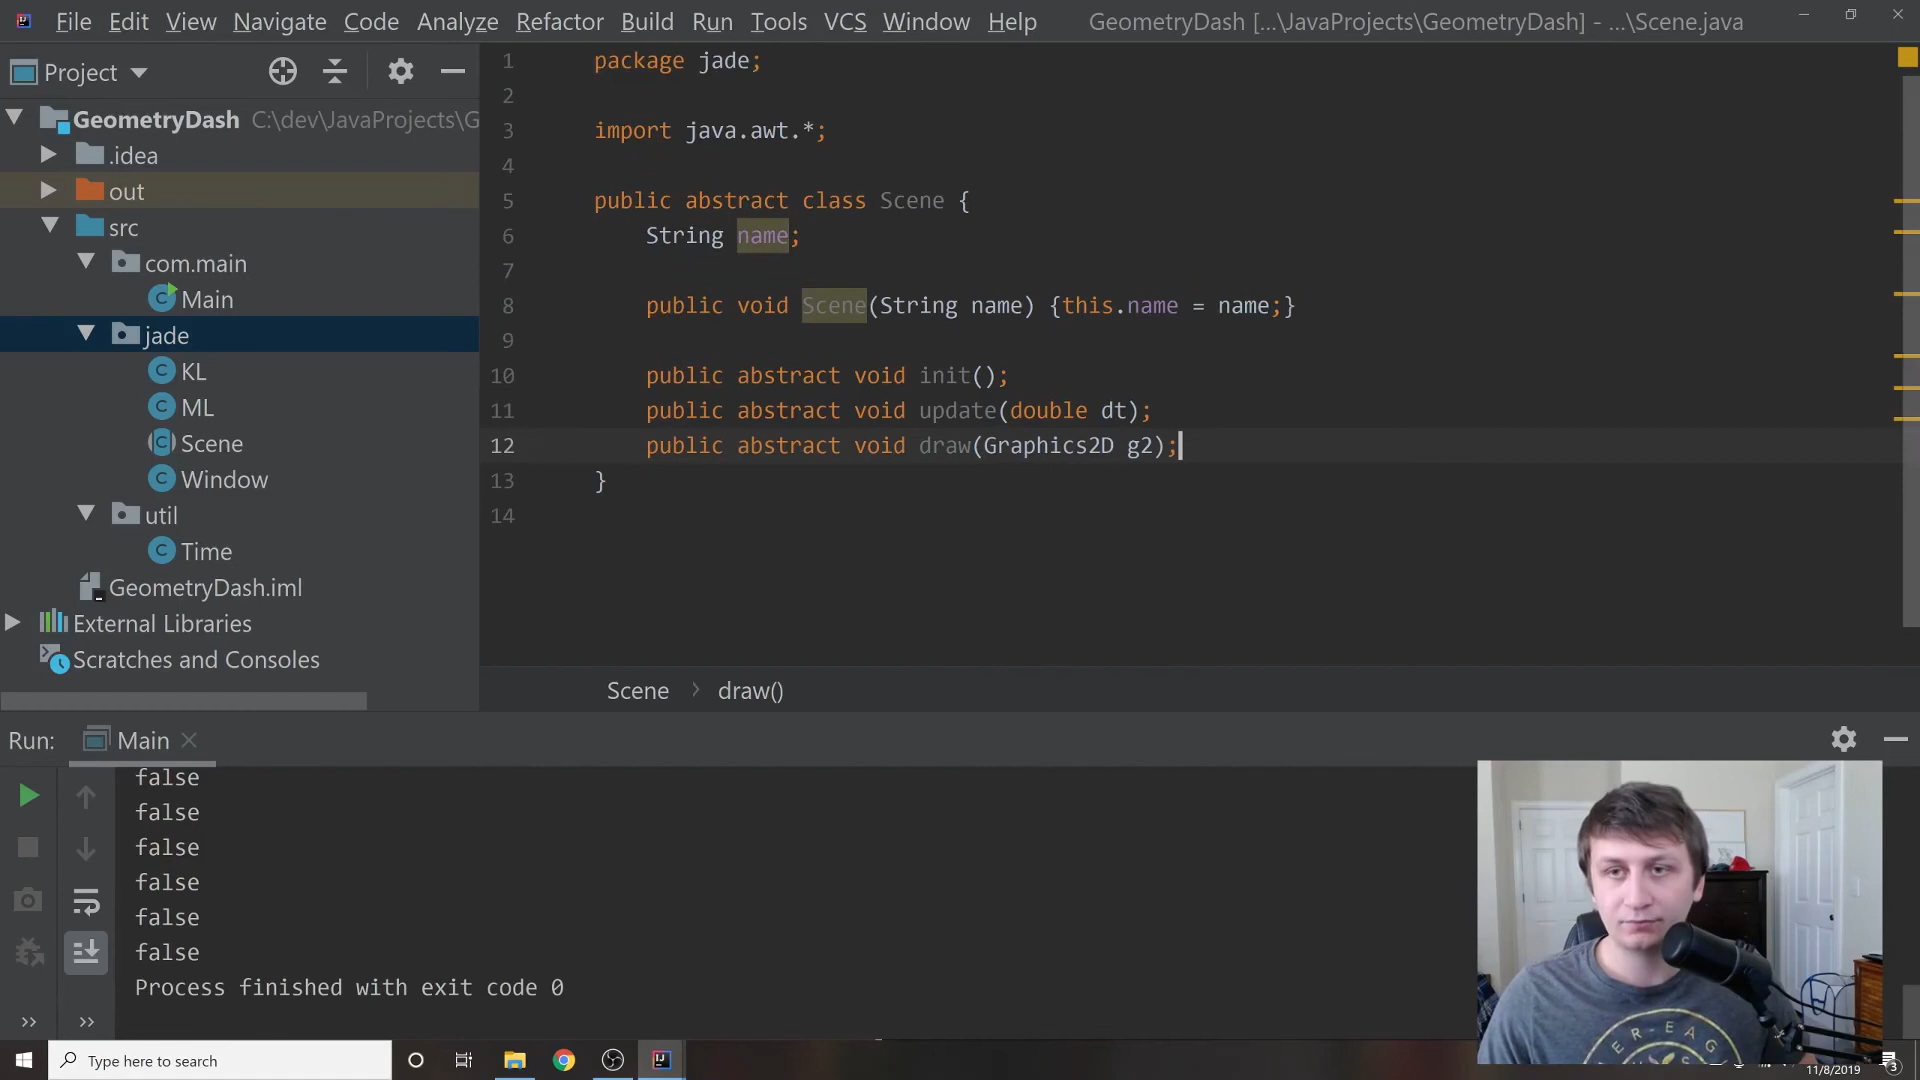 File Edit View Navigate Code Analyze Refactor Build Run Tools VCS Window Help GeometryDash [...\JavaProjects\GeometryDash] - ...\Scene.java
Project
GeometryDash C:\dev\JavaProjects\G
.idea
out
src
com.main
Main
jade
KL
ML
Scene
Window
util
Time
GeometryDash.iml
External Libraries
Scratches and Consoles
1 package jade;
2
3 import java.awt.*;
4
5 public abstract class Scene {
6 String name;
7
8 public void Scene(String name) {this.name = name;}
9
10 public abstract void init();
11 public abstract void update(double dt);
12 public abstract void draw(Graphics2D g2);
13 }
14
Scene › draw()
Run: Main
false
false
false
false
false
false
Process finished with exit code 0
Type here to search
11/8/2019
3